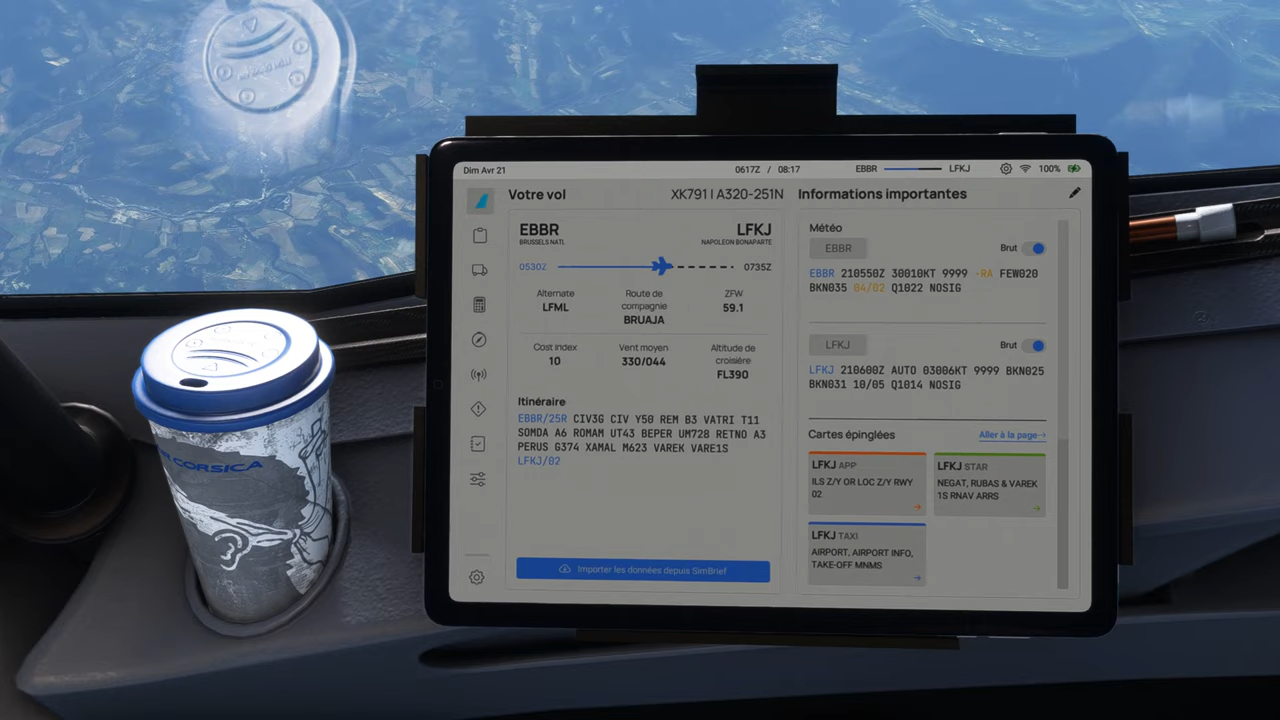 Dim Avr 21
0617Z / 08:17
EBBR LFKJ
100%
Votre vol
XK791 | A320-251N
EBBR LFKJ
BRUSSELS NATL NAPOLEON BONAPARTE
0530Z 0735Z
Alternate
LFML
Route de
compagnie
BRUAJA
ZFW
59.1
Cost index
10
Vent moyen
330/044
Altitude de
croisière
FL390
Itinéraire
EBBR/25R CIV3G CIV Y50 REM B3 VATRI T11
SOMDA A6 ROMAM UT43 BEPER UM728 RETNO A3
PERUS G374 XAMAL M623 VAREK VARE1S
LFKJ/02
Importer les données depuis SimBrief
Informations importantes
Météo
EBBR
Brut
EBBR 210550Z 30010KT 9999 -RA FEW020
BKN035 04/02 Q1022 NOSIG
LFKJ
Brut
LFKJ 210600Z AUTO 03006KT 9999 BKN025
BKN031 10/05 Q1014 NOSIG
Cartes épinglées
Aller à la page
LFKJ APP
ILS Z/Y OR LOC Z/Y RWY
02
LFKJ STAR
NEGAT, RUBAS & VAREK
1S RNAV ARRS
LFKJ TAXI
AIRPORT, AIRPORT INFO,
TAKE-OFF MNMS
CORSICA